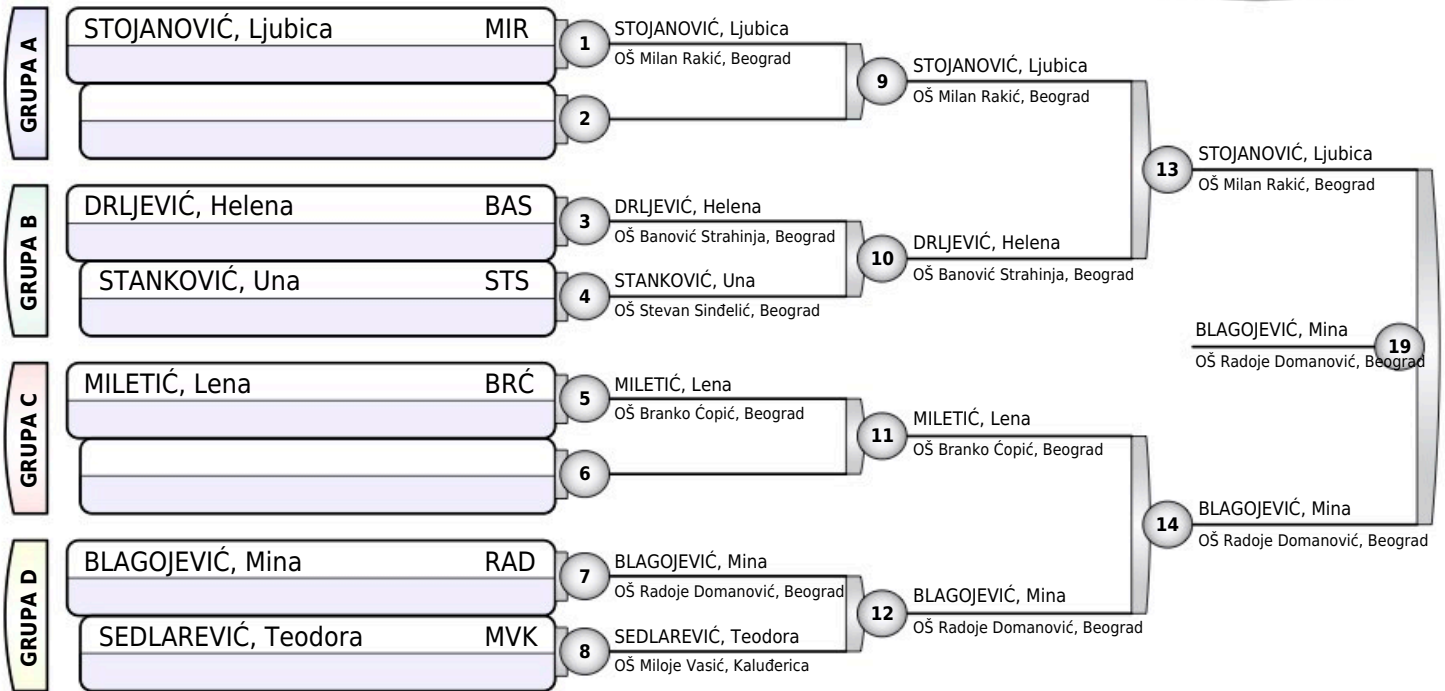 GRUPA A
STOJANOVIĆ, Ljubica MIR
1
STOJANOVIĆ, Ljubica
OŠ Milan Rakić, Beograd
2
9
STOJANOVIĆ, Ljubica
OŠ Milan Rakić, Beograd
GRUPA B
DRLJEVIĆ, Helena BAS
3
DRLJEVIĆ, Helena
OŠ Banović Strahinja, Beograd
STANKOVIĆ, Una STS
4
STANKOVIĆ, Una
OŠ Stevan Sinđelić, Beograd
10
DRLJEVIĆ, Helena
OŠ Banović Strahinja, Beograd
13
STOJANOVIĆ, Ljubica
OŠ Milan Rakić, Beograd
BLAGOJEVIĆ, Mina
OŠ Radoje Domanović, Beograd
19
GRUPA C
MILETIĆ, Lena BRĆ
5
MILETIĆ, Lena
OŠ Branko Ćopić, Beograd
6
11
MILETIĆ, Lena
OŠ Branko Ćopić, Beograd
14
BLAGOJEVIĆ, Mina
OŠ Radoje Domanović, Beograd
GRUPA D
BLAGOJEVIĆ, Mina RAD
7
BLAGOJEVIĆ, Mina
OŠ Radoje Domanović, Beograd
SEDLAREVIĆ, Teodora MVK
8
SEDLAREVIĆ, Teodora
OŠ Miloje Vasić, Kaluđerica
12
BLAGOJEVIĆ, Mina
OŠ Radoje Domanović, Beograd